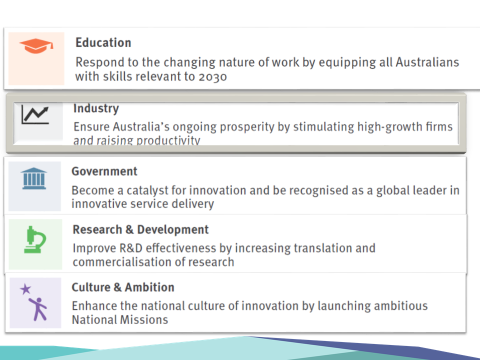 Education
Respond to the changing nature of work by equipping all Australians
with skills relevant to 2030
Industry
Ensure Australia's ongoing prosperity by stimulating high-growth firms
and raising productivity
Government
Become a catalyst for innovation and be recognised as a global leader in
innovative service delivery
Research & Development
Improve R&D effectiveness by increasing translation and
commercialisation of research
Culture & Ambition
Enhance the national culture of innovation by launching ambitious
National Missions